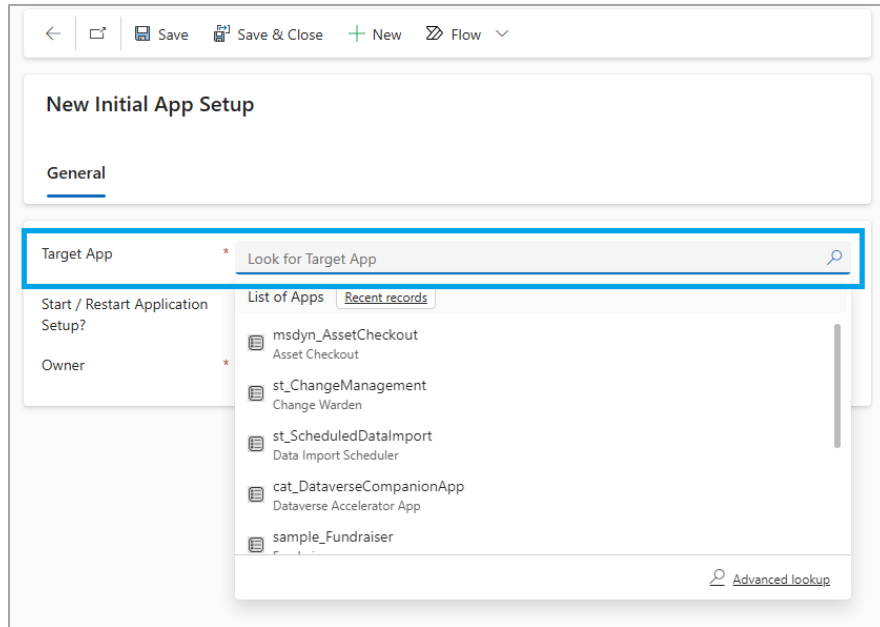 Save Save & Close New Flow
New Initial App Setup
General
Target App * Look for Target App
List of Apps Recent records
Start / Restart Application
Setup?
Owner *
msdyn_AssetCheckout
Asset Checkout
st_ChangeManagement
Change Warden
st_ScheduledDataImport
Data Import Scheduler
cat_DataverseCompanionApp
Dataverse Accelerator App
sample_Fundraiser
Advanced lookup